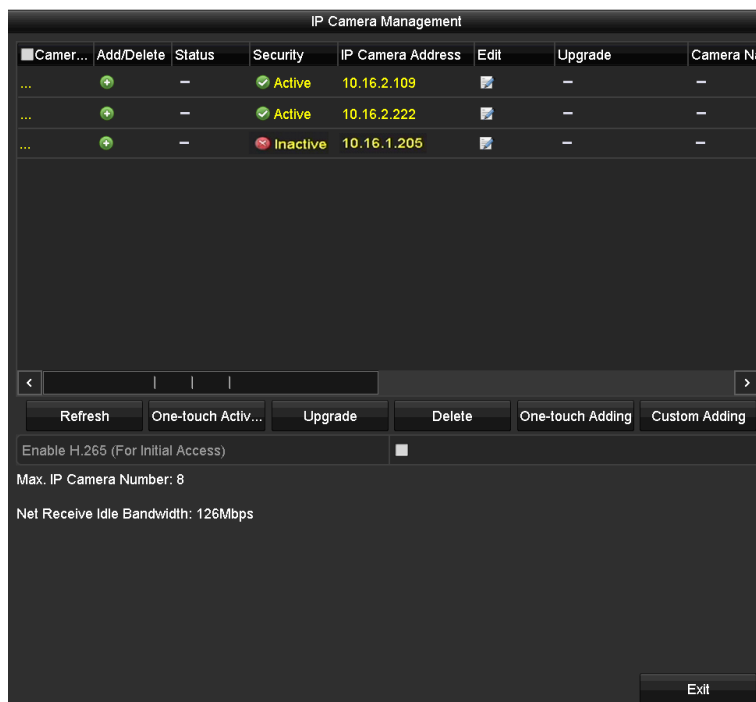 IP Camera Management
Camer... Add/Delete Status Security IP Camera Address Edit Upgrade Camera Na
... – Active 10.16.2.109 – –
... – Active 10.16.2.222 – –
... – Inactive 10.16.1.205 – –
Refresh One-touch Activ... Upgrade Delete One-touch Adding Custom Adding
Enable H.265 (For Initial Access)
Max. IP Camera Number: 8
Net Receive Idle Bandwidth: 126Mbps
Exit